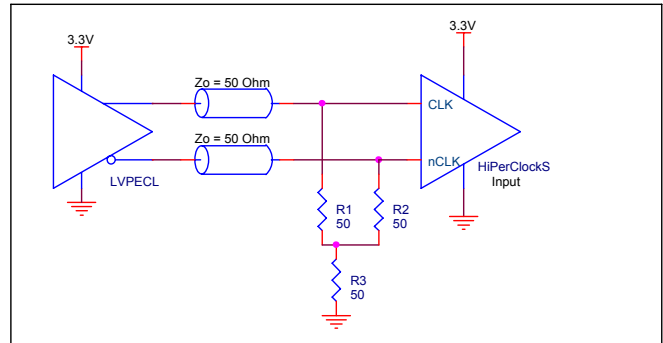 3.3V
3.3V
Zo = 50 Ohm
CLK
Zo = 50 Ohm
nCLK
LVPECL
HiPerClockS
Input
R1
50
R2
50
R3
50